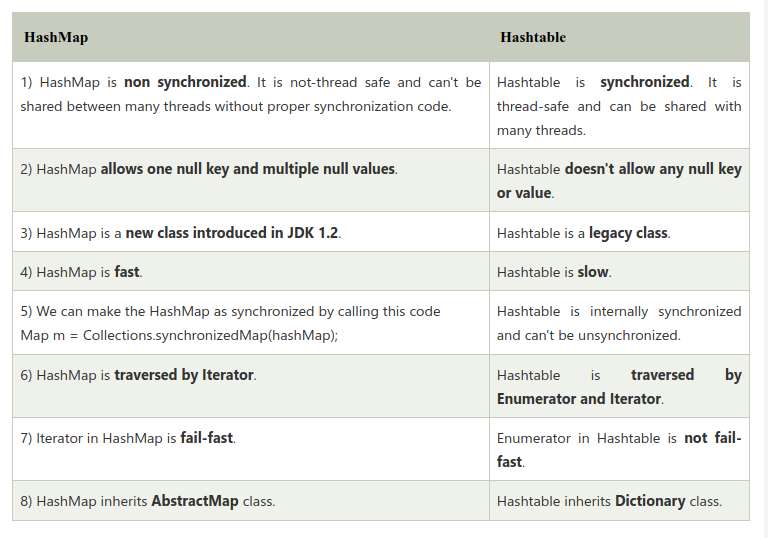 HashMap
Hashtable
1) HashMap is non synchronized. It is not-thread safe and can't be
shared between many threads without proper synchronization code.
Hashtable is synchronized. It is
thread-safe and can be shared with
many threads.
2) HashMap allows one null key and multiple null values.
Hashtable doesn't allow any null key
or value.
3) HashMap is a new class introduced in JDK 1.2.
Hashtable is a legacy class.
4) HashMap is fast.
Hashtable is slow.
5) We can make the HashMap as synchronized by calling this code
Map m = Collections.synchronizedMap(hashMap);
Hashtable is internally synchronized
and can't be unsynchronized.
6) HashMap is traversed by Iterator.
Hashtable is traversed by
Enumerator and Iterator.
7) Iterator in HashMap is fail-fast.
Enumerator in Hashtable is not fail-
fast.
8) HashMap inherits AbstractMap class.
Hashtable inherits Dictionary class.